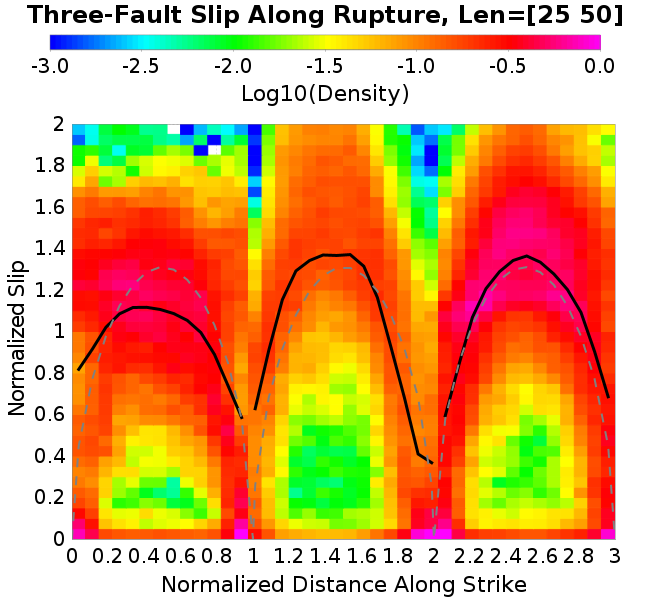 Three-Fault Slip Along Rupture, Len=[25 50]
-3.0 -2.5 -2.0 -1.5 -1.0 -0.5 0.0
Log10(Density)
2
1.8
1.6
1.4
1.2
1
0.8
0.6
0.4
0.2
0
Normalized Slip
0 0.2 0.4 0.6 0.8 1 1.2 1.4 1.6 1.8 2 2.2 2.4 2.6 2.8 3
Normalized Distance Along Strike